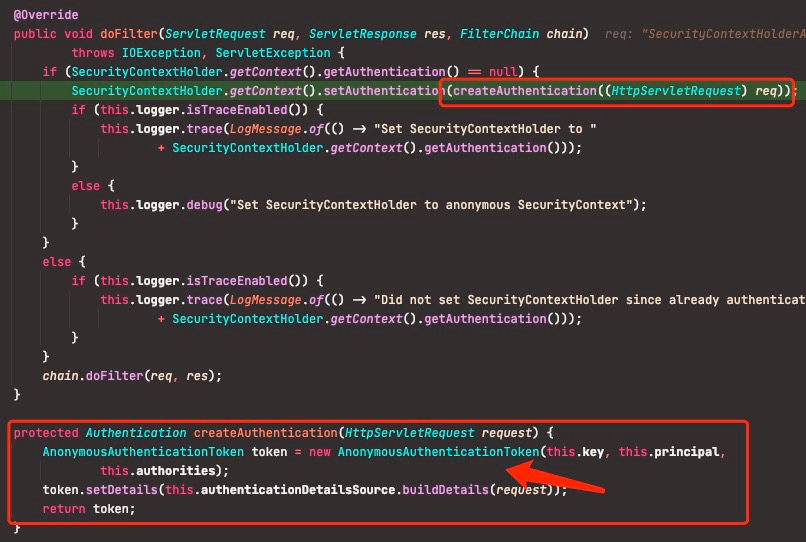 @Override
public void doFilter(ServletRequest req, ServletResponse res, FilterChain chain)  req: "SecurityContextHolderA
        throws IOException, ServletException {
    if (SecurityContextHolder.getContext().getAuthentication() == null) {
        SecurityContextHolder.getContext().setAuthentication(createAuthentication((HttpServletRequest) req));
        if (this.logger.isTraceEnabled()) {
            this.logger.trace(LogMessage.of(() -> "Set SecurityContextHolder to "
                    + SecurityContextHolder.getContext().getAuthentication()));
        }
        else {
            this.logger.debug("Set SecurityContextHolder to anonymous SecurityContext");
        }
    }
    else {
        if (this.logger.isTraceEnabled()) {
            this.logger.trace(LogMessage.of(() -> "Did not set SecurityContextHolder since already authenticat
                    + SecurityContextHolder.getContext().getAuthentication()));
        }
    }
    chain.doFilter(req, res);
}
protected Authentication createAuthentication(HttpServletRequest request) {
    AnonymousAuthenticationToken token = new AnonymousAuthenticationToken(this.key, this.principal,
            this.authorities);
    token.setDetails(this.authenticationDetailsSource.buildDetails(request));
    return token;
}